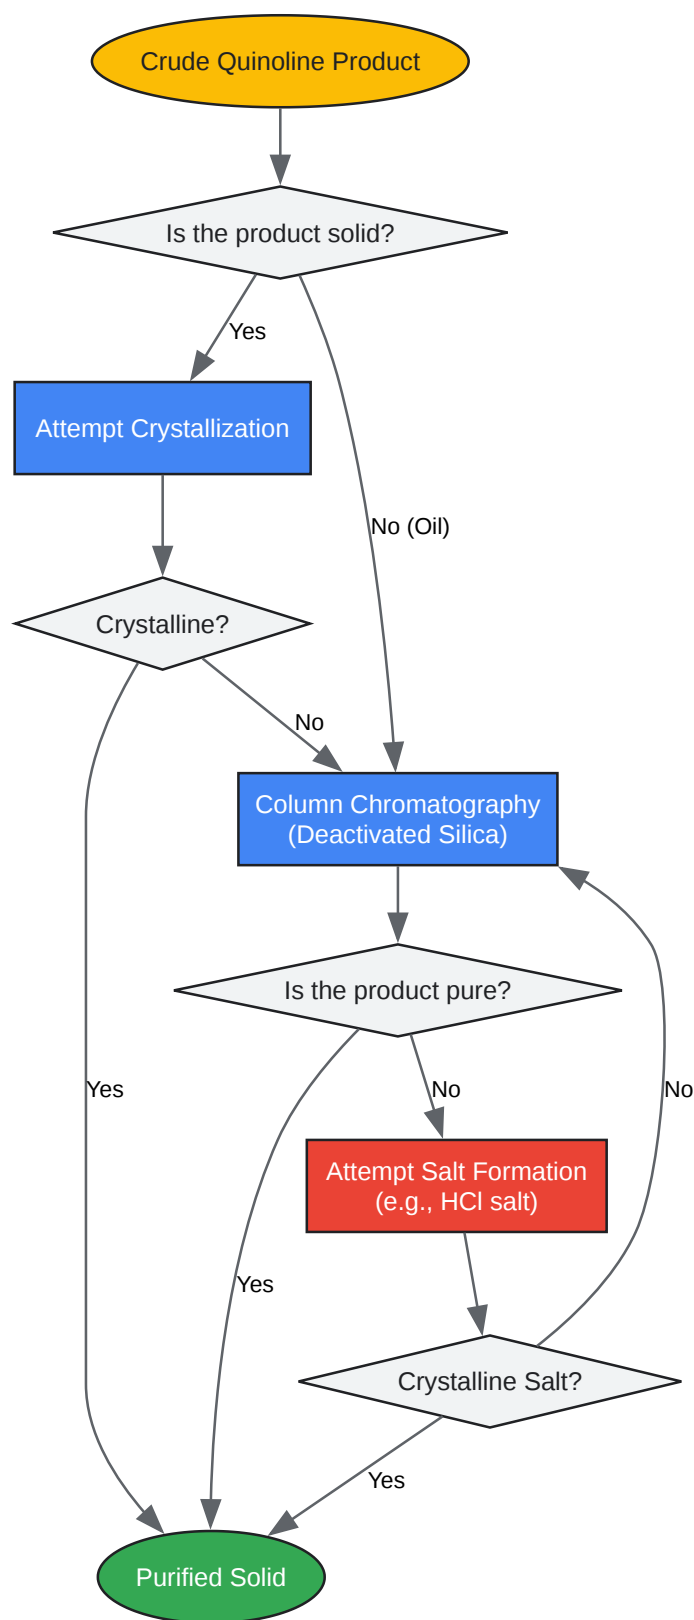 Crude Quinoline Product
Is the product solid?
Yes
Attempt Crystallization
No (Oil)
Crystalline?
No
Column Chromatography
(Deactivated Silica)
Is the product pure?
Yes
No
No
Attempt Salt Formation
(e.g., HCl salt)
Yes
Crystalline Salt?
Yes
Purified Solid